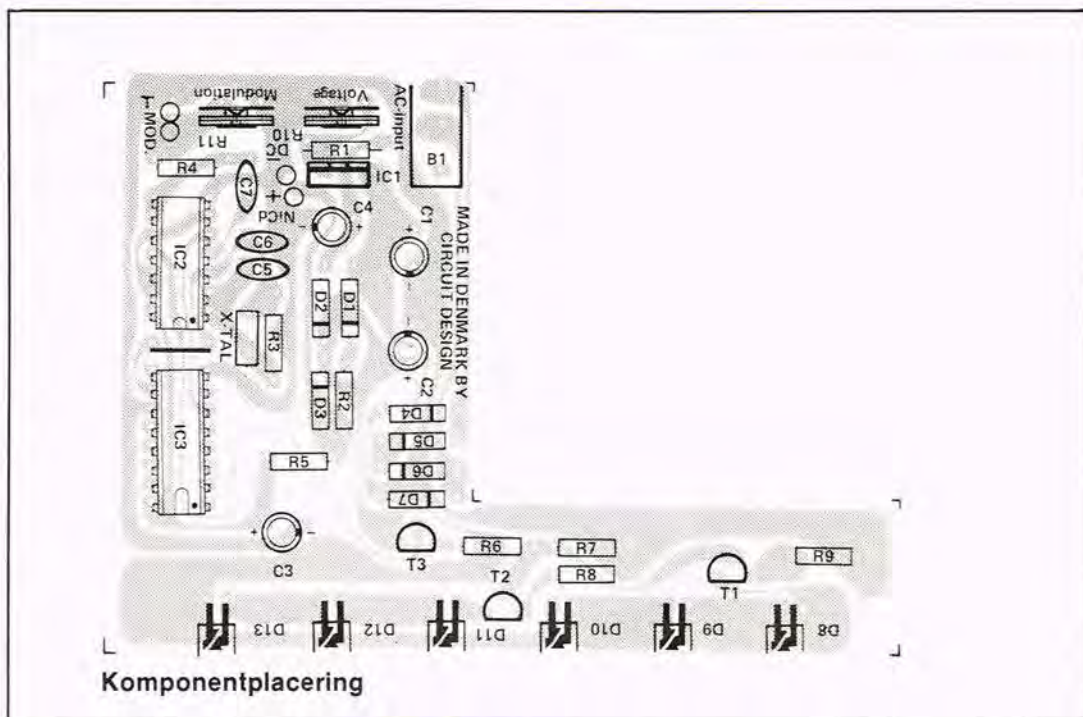 Modulation
Voltage
AC-input
⊥ MOD.
R11
R10
DC
R1
B1
R4
C7
IC1
NiCd
C4
C1
MADE IN DENMARK BY
CIRCUIT DESIGN
IC2
C6
C5
X-TAL
R3
D2
D1
C2
IC3
D3
R2
D4
D5
D6
D7
R5
C3
T3
R6
R7
R8
T2
T1
R9
D13
D12
D11
D10
D9
D8
Komponentplacering